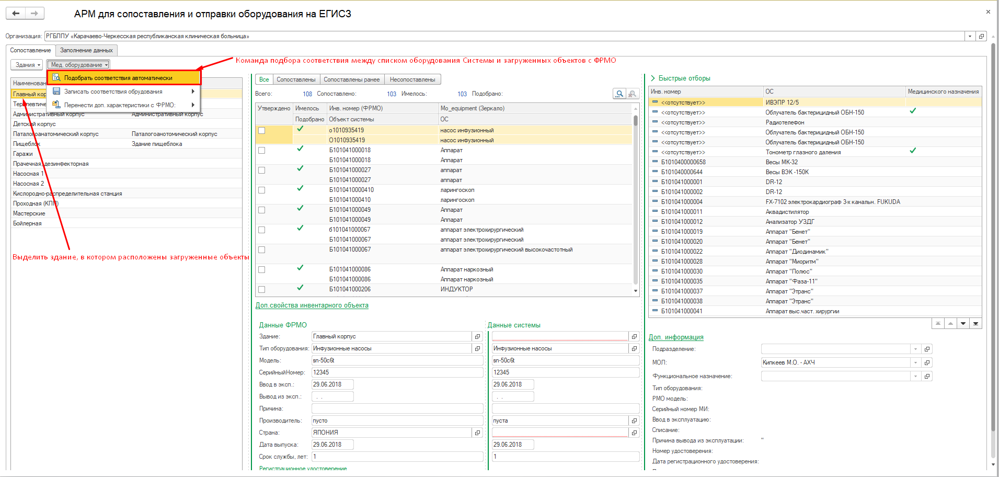 АРМ для сопоставления и отправки оборудования на ЕГИСЗ
Организация: РГБЛПУ «Карачаево-Черкесская республиканская клиническая больница»
Сопоставление Заполнение данных
Здания Мед. оборудование
Команда подбора соответствия между списком оборудования Системы и загруженных объектов с ФРМО
Подобрать соответствия автоматически
Записать соответствия обрудования
Перенести доп. характеристики с ФРМО:
Главный кор
Административный корпус Административный корпус
Детский корпус
Паталогоанатомический корпус Паталогоанотомический корпус
Пищеблок Здание пищеблока
Гаражи
Прачечная, дезинфекторная
Насосная 1
Насосная 2
Кислородно-распределительная станция
Проходная (КПП)
Мастерские
Бойлерная
Выделить здание, в котором расположены загруженные объекты
Все Сопоставлены Сопоставлены ранее Несопоставлены
Всего: 108 Сопоставлено: 103 Имелось: 103 Подобрано:
Утверждено Имелось Инв. номер (ФРМО) Mo_equipment (Зеркало)
Подобрано Объект системы ОС
о1010935419 насос инфузионный
О1010935419 насос инфузионный
Б101041000018 Аппарат
Б101041000018 Аппарат
Б101041000027 аппарат
Б101041000027 аппарат
Б1010410000410 ларингоскоп
Б101041000410 ларингоскоп
Б101041000049 Аппарат
Б101041000049 Аппарат
б101041000067 аппарат электрохирургический
Б101041000067 аппарат электрохирургический
Б101041000067 аппарат электрохирургический высокочастотный
Б101041000086 Аппарат наркозный
Б101041000086 Аппарат наркозный
Б101041000206 ИНДУКТОР
Доп.свойства инвентарного объекта
Данные ФРМО Данные системы
Здание: Главный корпус
Тип оборудования: Инфузионные насосы Инфузионные насосы
Модель: sn-50c6t sn-50c6t
СерийныйНомер: 12345 12345
Ввод в эксп.: 29.06.2018 29.06.2018
Вывод из эксп.: . . . .
Причина:
Производитель: пусто пуста
Страна: ЯПОНИЯ
Дата выпуска: 29.06.2018 29.06.2018
Срок службы, лет: 1 1
Регистрационное удостоверение
Быстрые отборы
Инв. номер ОС Медицинского назначения
<<отсутствует>> ИВЭПР 12/5
<<отсутствует>> Облучатель бактерицидный ОБН-150
<<отсутствует>> Радиотелефон
<<отсутствует>> Облучатель бактерицидный ОБН-150
<<отсутствует>> Облучатель бактерицидный ОБН-150
<<отсутствует>> Тонометр глазного даления
Б1010400000658 Весы МК-32
Б101040000644 Весы ВЭК -150К
Б101041000001 DR-12
Б101041000002 DR-12
Б101041000004 FX-7102 электрокардиограф 3-х канальн. FUKUDA
Б101041000011 Аквадистилятор
Б101041000012 Анализатор УЗДГ
Б101041000019 Аппарат "Бенет"
Б101041000020 Аппарат "Бенет"
Б101041000022 Аппарат "Диодинамик"
Б101041000028 Аппарат "Миоритм"
Б101041000030 Аппарат "Полюс"
Б101041000035 Аппарат "Фаза-11"
Б101041000037 Аппарат "Этранс"
Б101041000038 Аппарат "Этранс"
Б101041000041 Аппарат выс.част. хирургии
Доп. информация
Подразделение:
МОЛ: Кипкеев М.О. - АХЧ
Функциональное назначение:
Тип оборудования:
РМО модель:
Серийный номер МИ:
Ввод в эксплуатацию:
Списание:
Причина вывода из эксплуатации: "
Номер удостоверения:
Дата регистрационного удостоверения: